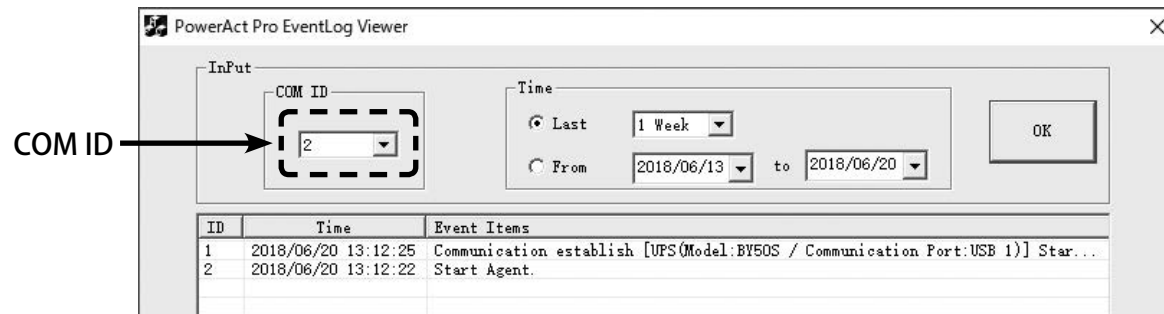 PowerAct Pro EventLog Viewer
InPut
COM ID
COM ID
2
Time
Last 1 Week
From 2018/06/13 to 2018/06/20
OK
ID Time Event Items
1 2018/06/20 13:12:25 Communication establish [UPS(Model:BY50S / Communication Port:USB 1)] Star...
2 2018/06/20 13:12:22 Start Agent.